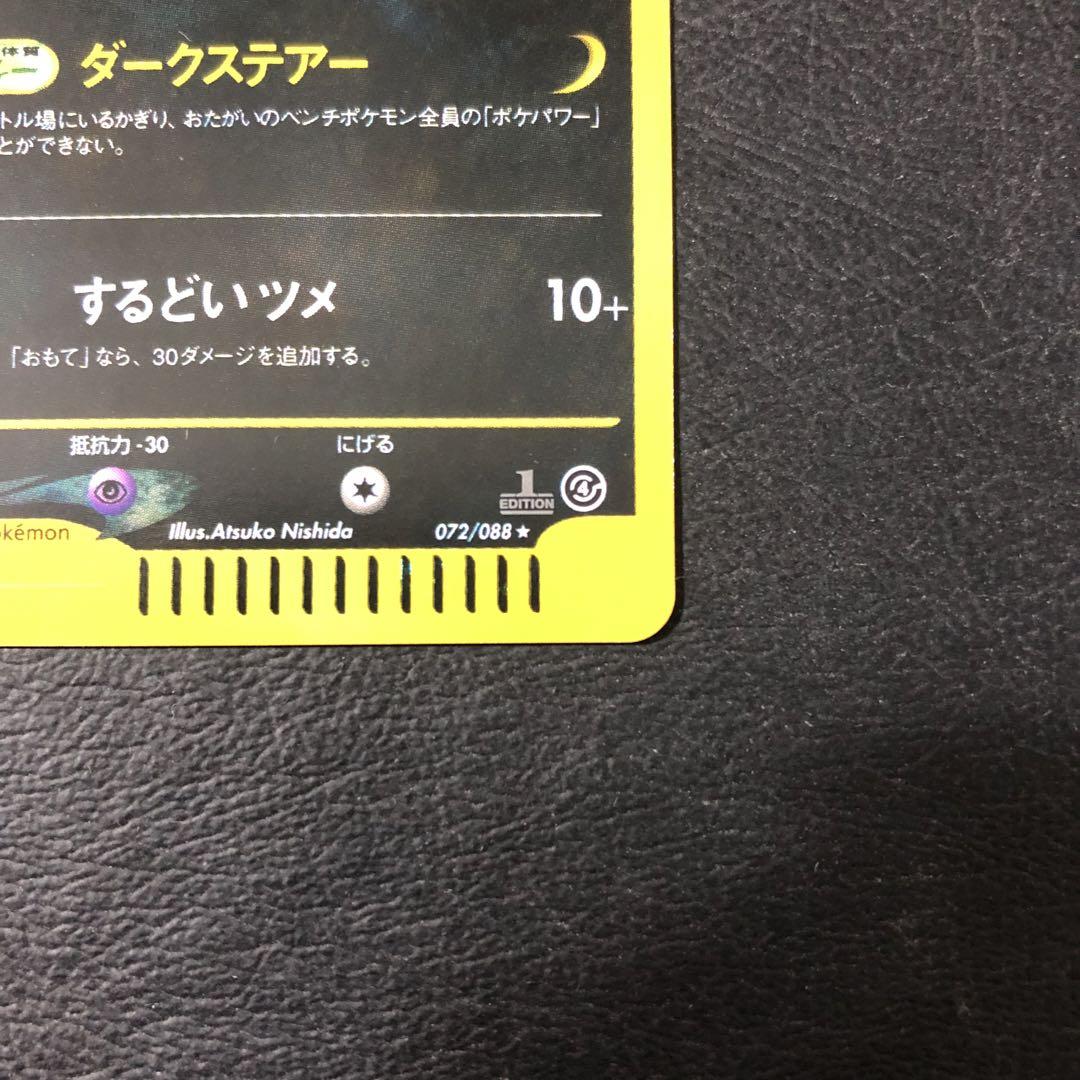 体質
ダークステアー
トル場にいるかぎり、おたがいのベンチポケモン全員の「ポケパワー」
とができない。
するどいツメ 10+
「おもて」なら、30ダメージを追加する。
抵抗力 -30 にげる
1
EDITION
4
okémon Illus.Atsuko Nishida 072/088★